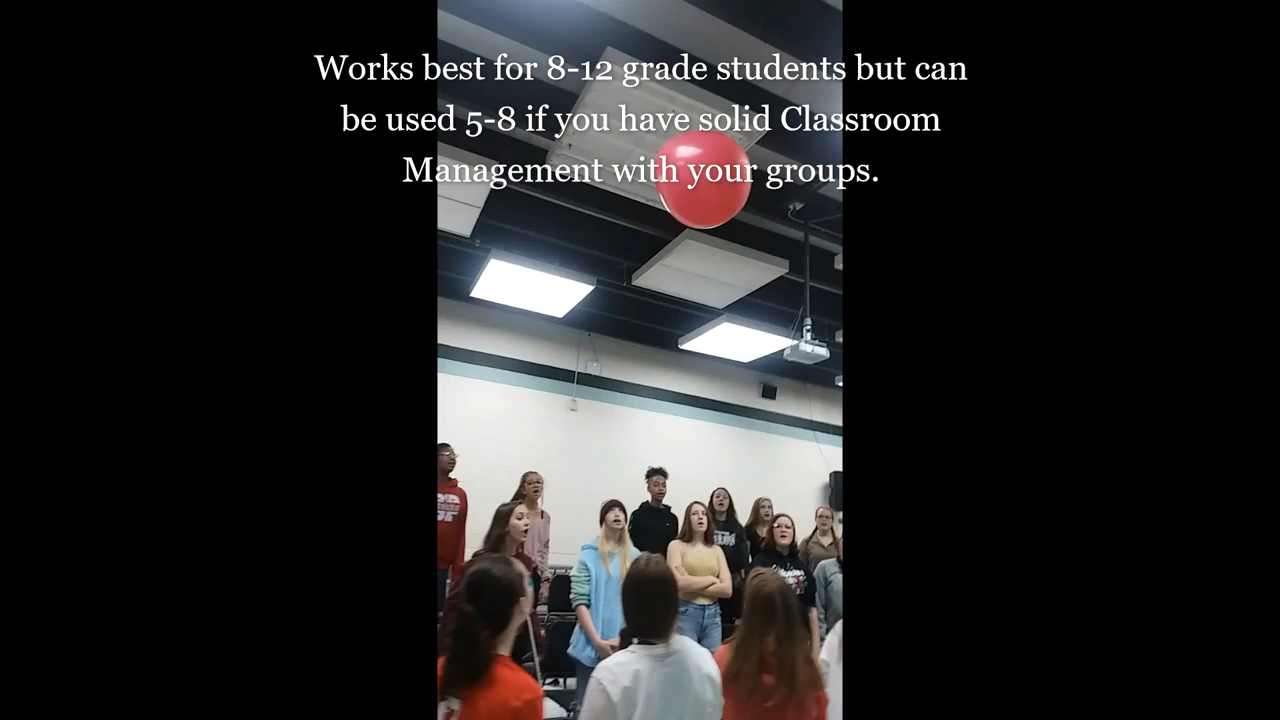 Works best for 8-12 grade students but can
be used 5-8 if you have solid Classroom
Management with your groups.